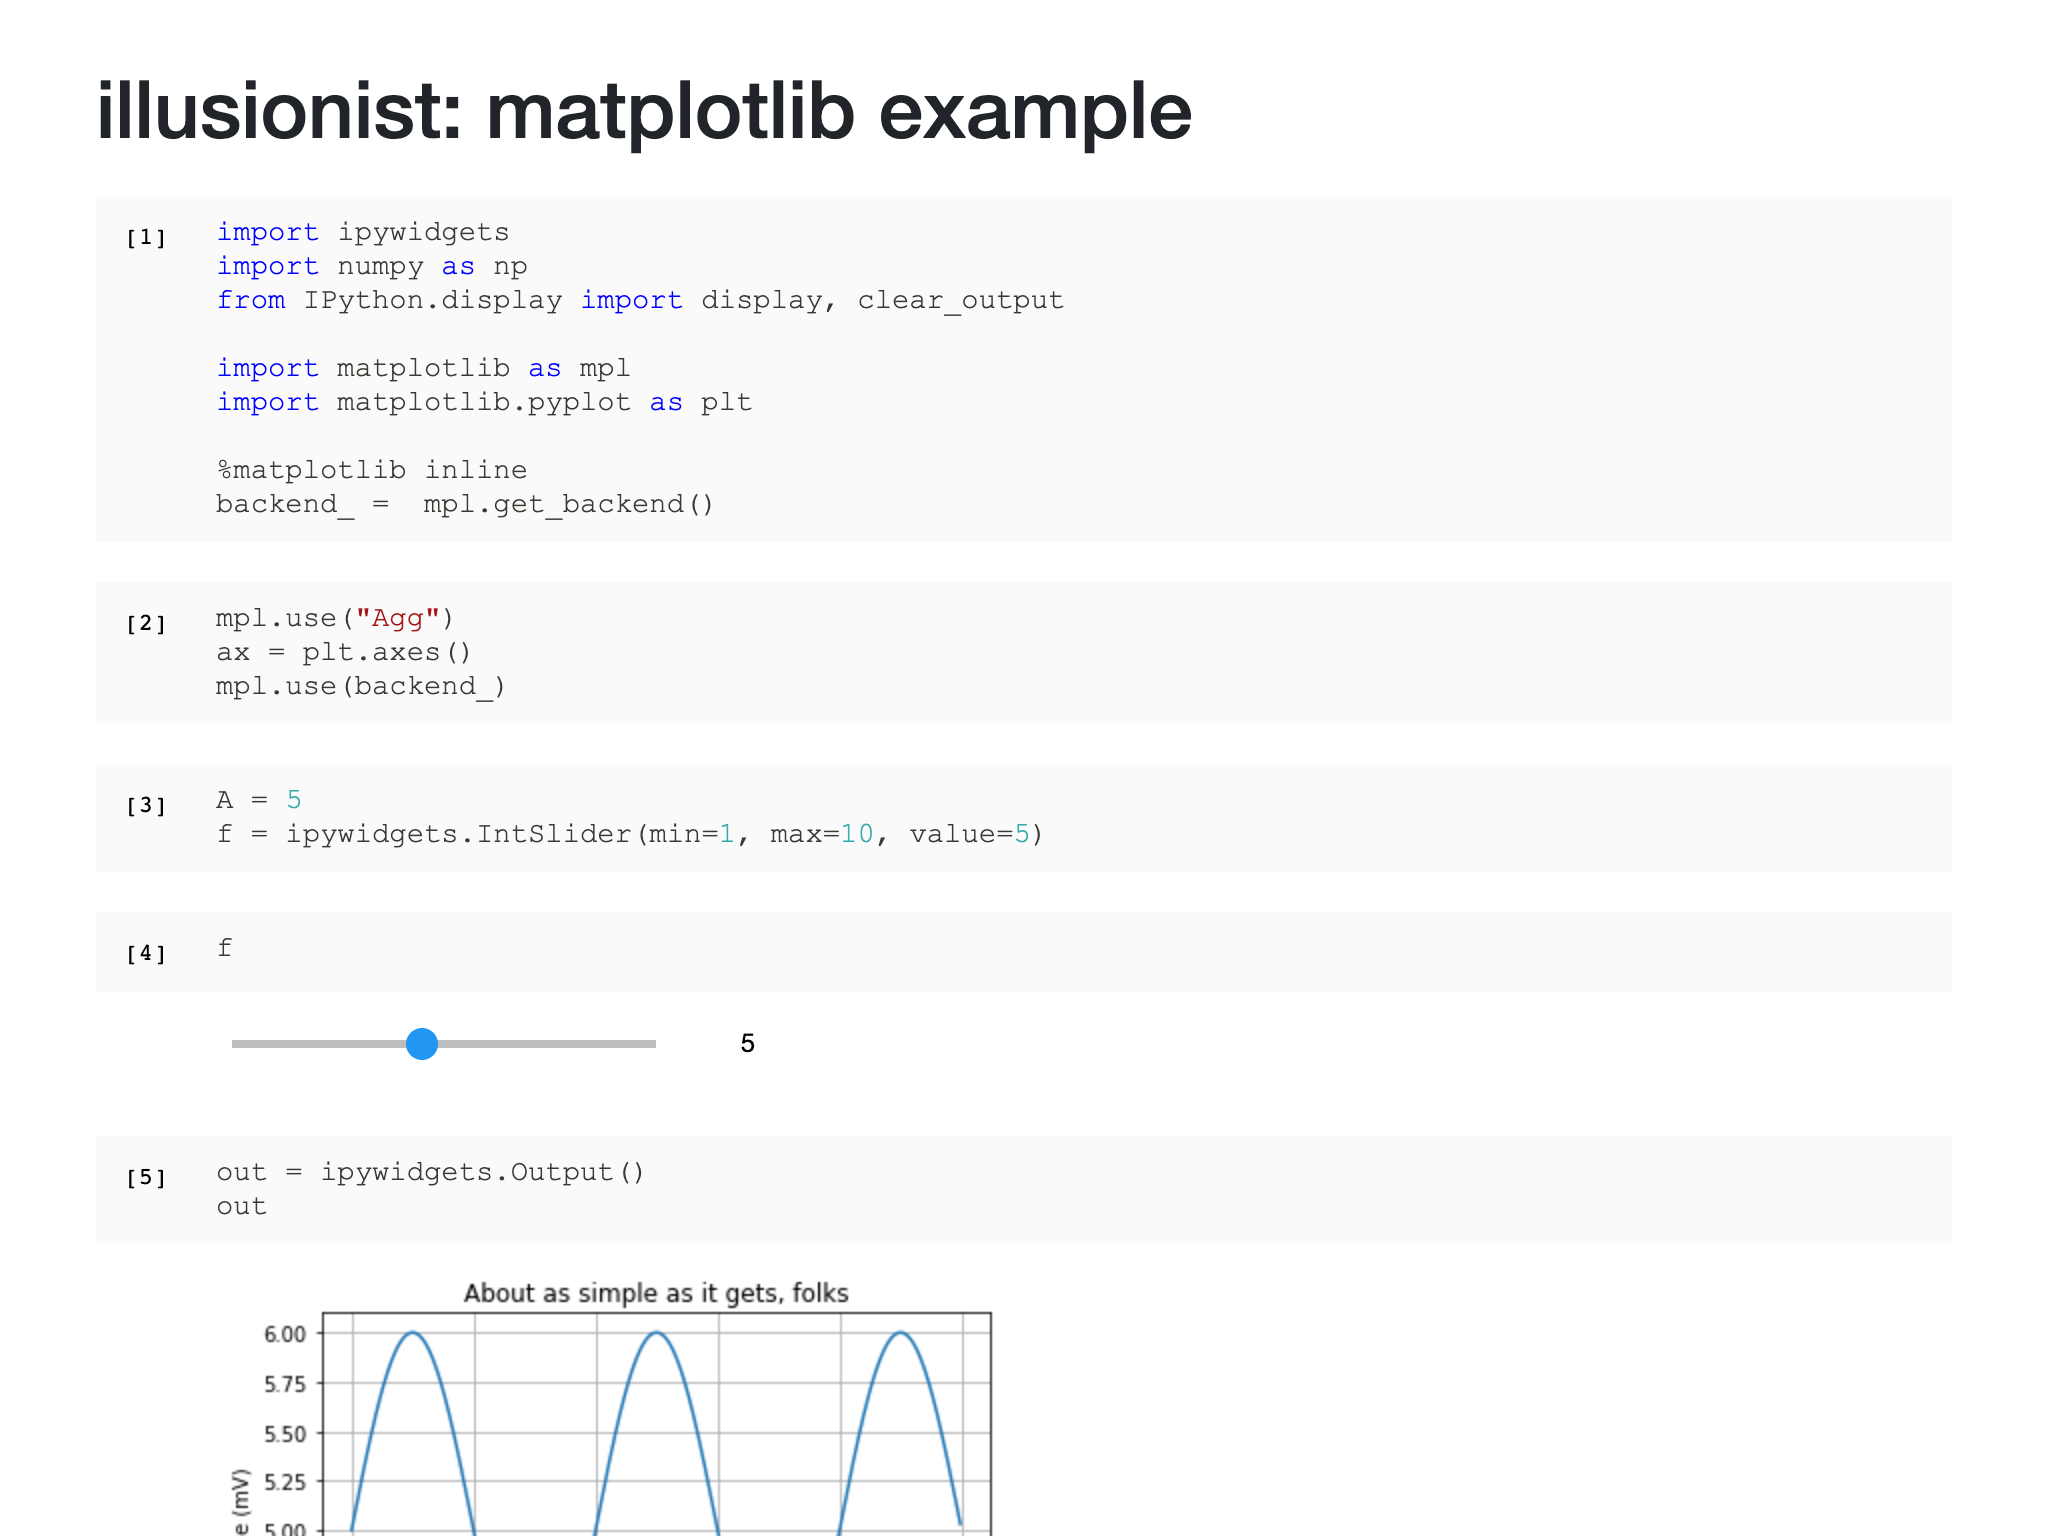 illusionist: matplotlib example
[1]
import ipywidgets
import numpy as np
from IPython.display import display, clear_output
import matplotlib as mpl
import matplotlib.pyplot as plt
%matplotlib inline
backend_ =  mpl.get_backend()
[2]
mpl.use("Agg")
ax = plt.axes()
mpl.use(backend_)
[3]
A = 5
f = ipywidgets.IntSlider(min=1, max=10, value=5)
[4]
f
5
[5]
out = ipywidgets.Output()
out
About as simple as it gets, folks
6.00
5.75
5.50
5.25
5.00
(mV)